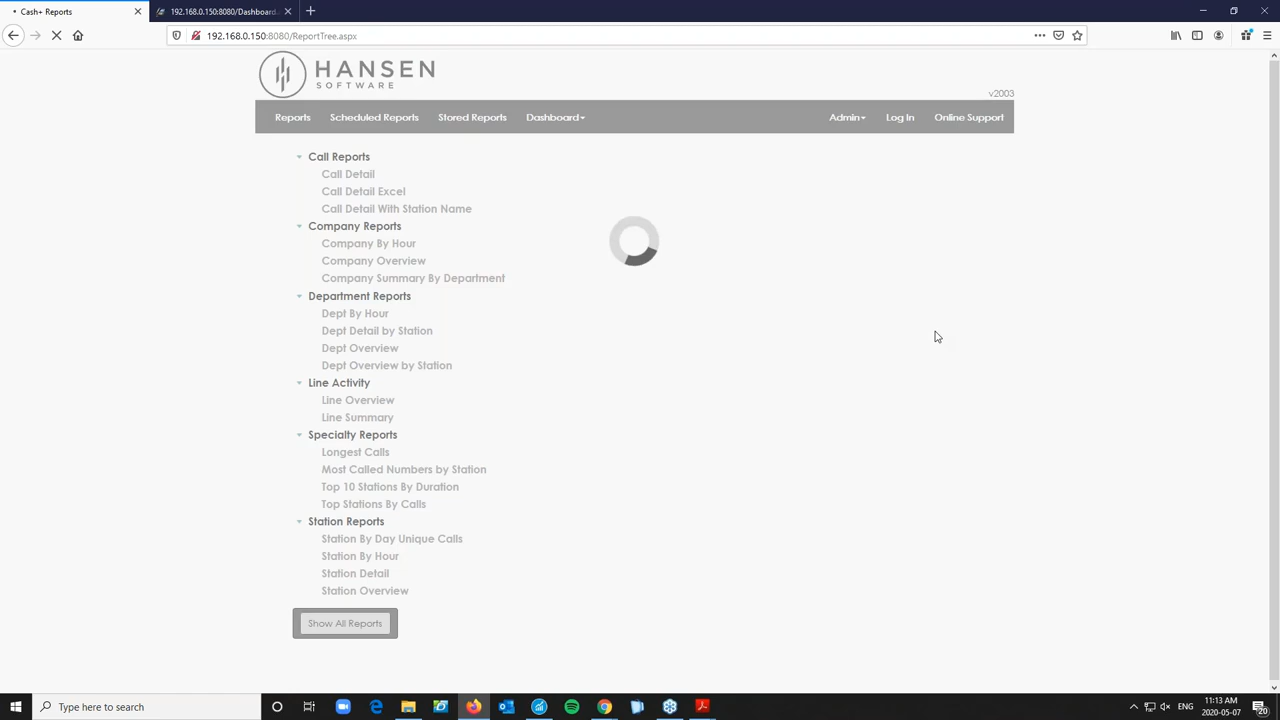 Cash+ Reports
192.168.0.150:8080/Dashboard.
192.168.0.150:8080/ReportTree.aspx
HANSEN
SOFTWARE
v2003
Reports Scheduled Reports Stored Reports Dashboard Admin Log In Online Support
Call Reports
Call Detail
Call Detail Excel
Call Detail With Station Name
Company Reports
Company By Hour
Company Overview
Company Summary By Department
Department Reports
Dept By Hour
Dept Detail by Station
Dept Overview
Dept Overview by Station
Line Activity
Line Overview
Line Summary
Specialty Reports
Longest Calls
Most Called Numbers by Station
Top 10 Stations By Duration
Top Stations By Calls
Station Reports
Station By Day Unique Calls
Station By Hour
Station Detail
Station Overview
Show All Reports
Type here to search
ENG
11:13 AM
2020-05-07
20